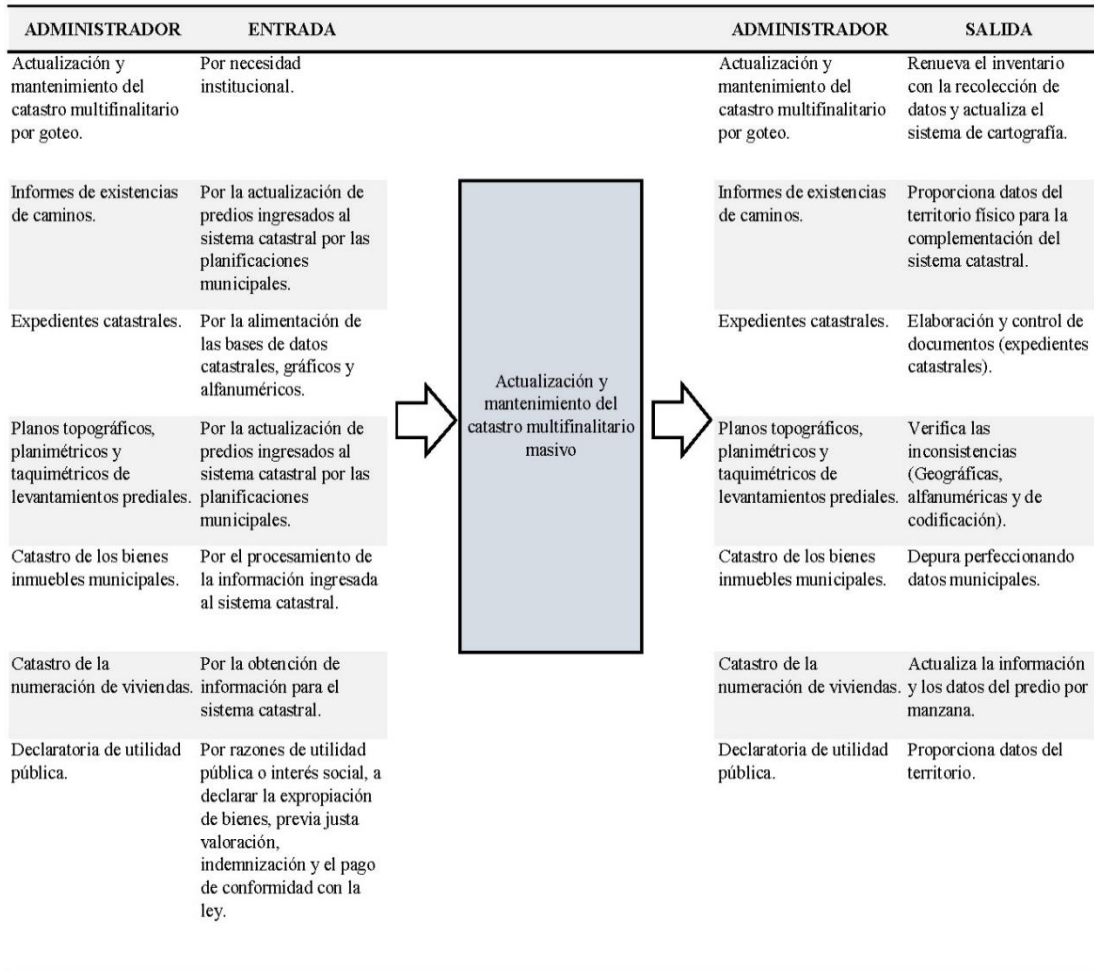 ADMINISTRADOR ENTRADA
Actualización y
mantenimiento del
catastro multifinalitario
por goteo.
Por necesidad
institucional.
Informes de existencias
de caminos.
Por la actualización de
predios ingresados al
sistema catastral por las
planificaciones
municipales.
Expedientes catastrales.
Por la alimentación de
las bases de datos
catastrales, gráficos y
alfanuméricos.
Planos topográficos,
planimétricos y
taquimétricos de
levantamientos prediales.
Por la actualización de
predios ingresados al
sistema catastral por las
planificaciones
municipales.
Catastro de los bienes
inmuebles municipales.
Por el procesamiento de
la información ingresada
al sistema catastral.
Catastro de la
numeración de viviendas.
Por la obtención de
información para el
sistema catastral.
Declaratoria de utilidad
pública.
Por razones de utilidad
pública o interés social, a
declarar la expropiación
de bienes, previa justa
valoración,
indemnización y el pago
de conformidad con la
ley.
Actualización y
mantenimiento del
catastro multifinalitario
masivo
ADMINISTRADOR SALIDA
Actualización y
mantenimiento del
catastro multifinalitario
por goteo.
Renueva el inventario
con la recolección de
datos y actualiza el
sistema de cartografía.
Informes de existencias
de caminos.
Proporciona datos del
territorio físico para la
complementación del
sistema catastral.
Expedientes catastrales.
Elaboración y control de
documentos (expedientes
catastrales).
Planos topográficos,
planimétricos y
taquimétricos de
levantamientos prediales.
Verifica las
inconsistencias
(Geográficas,
alfanuméricas y de
codificación).
Catastro de los bienes
inmuebles municipales.
Depura perfeccionando
datos municipales.
Catastro de la
numeración de viviendas.
Actualiza la información
y los datos del predio por
manzana.
Declaratoria de utilidad
pública.
Proporciona datos del
territorio.